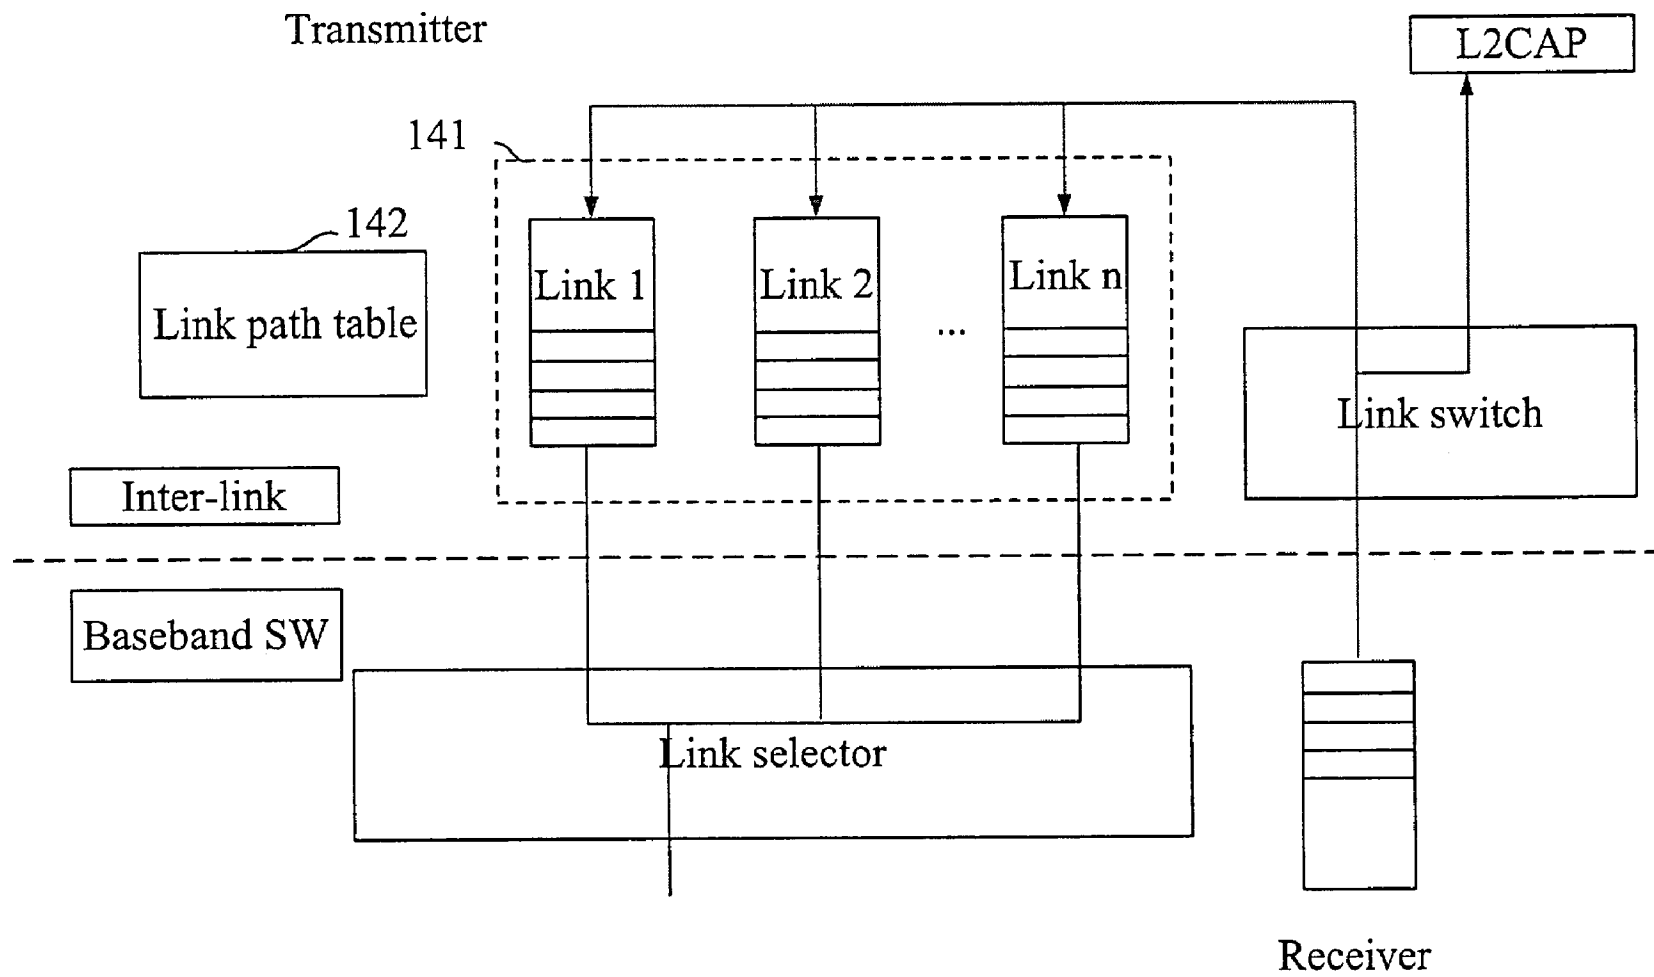 Transmitter
L2CAP
141
142
Link 1
Link 2
Link n
...
Link path table
Link switch
Inter-link
Baseband SW
Link selector
Receiver